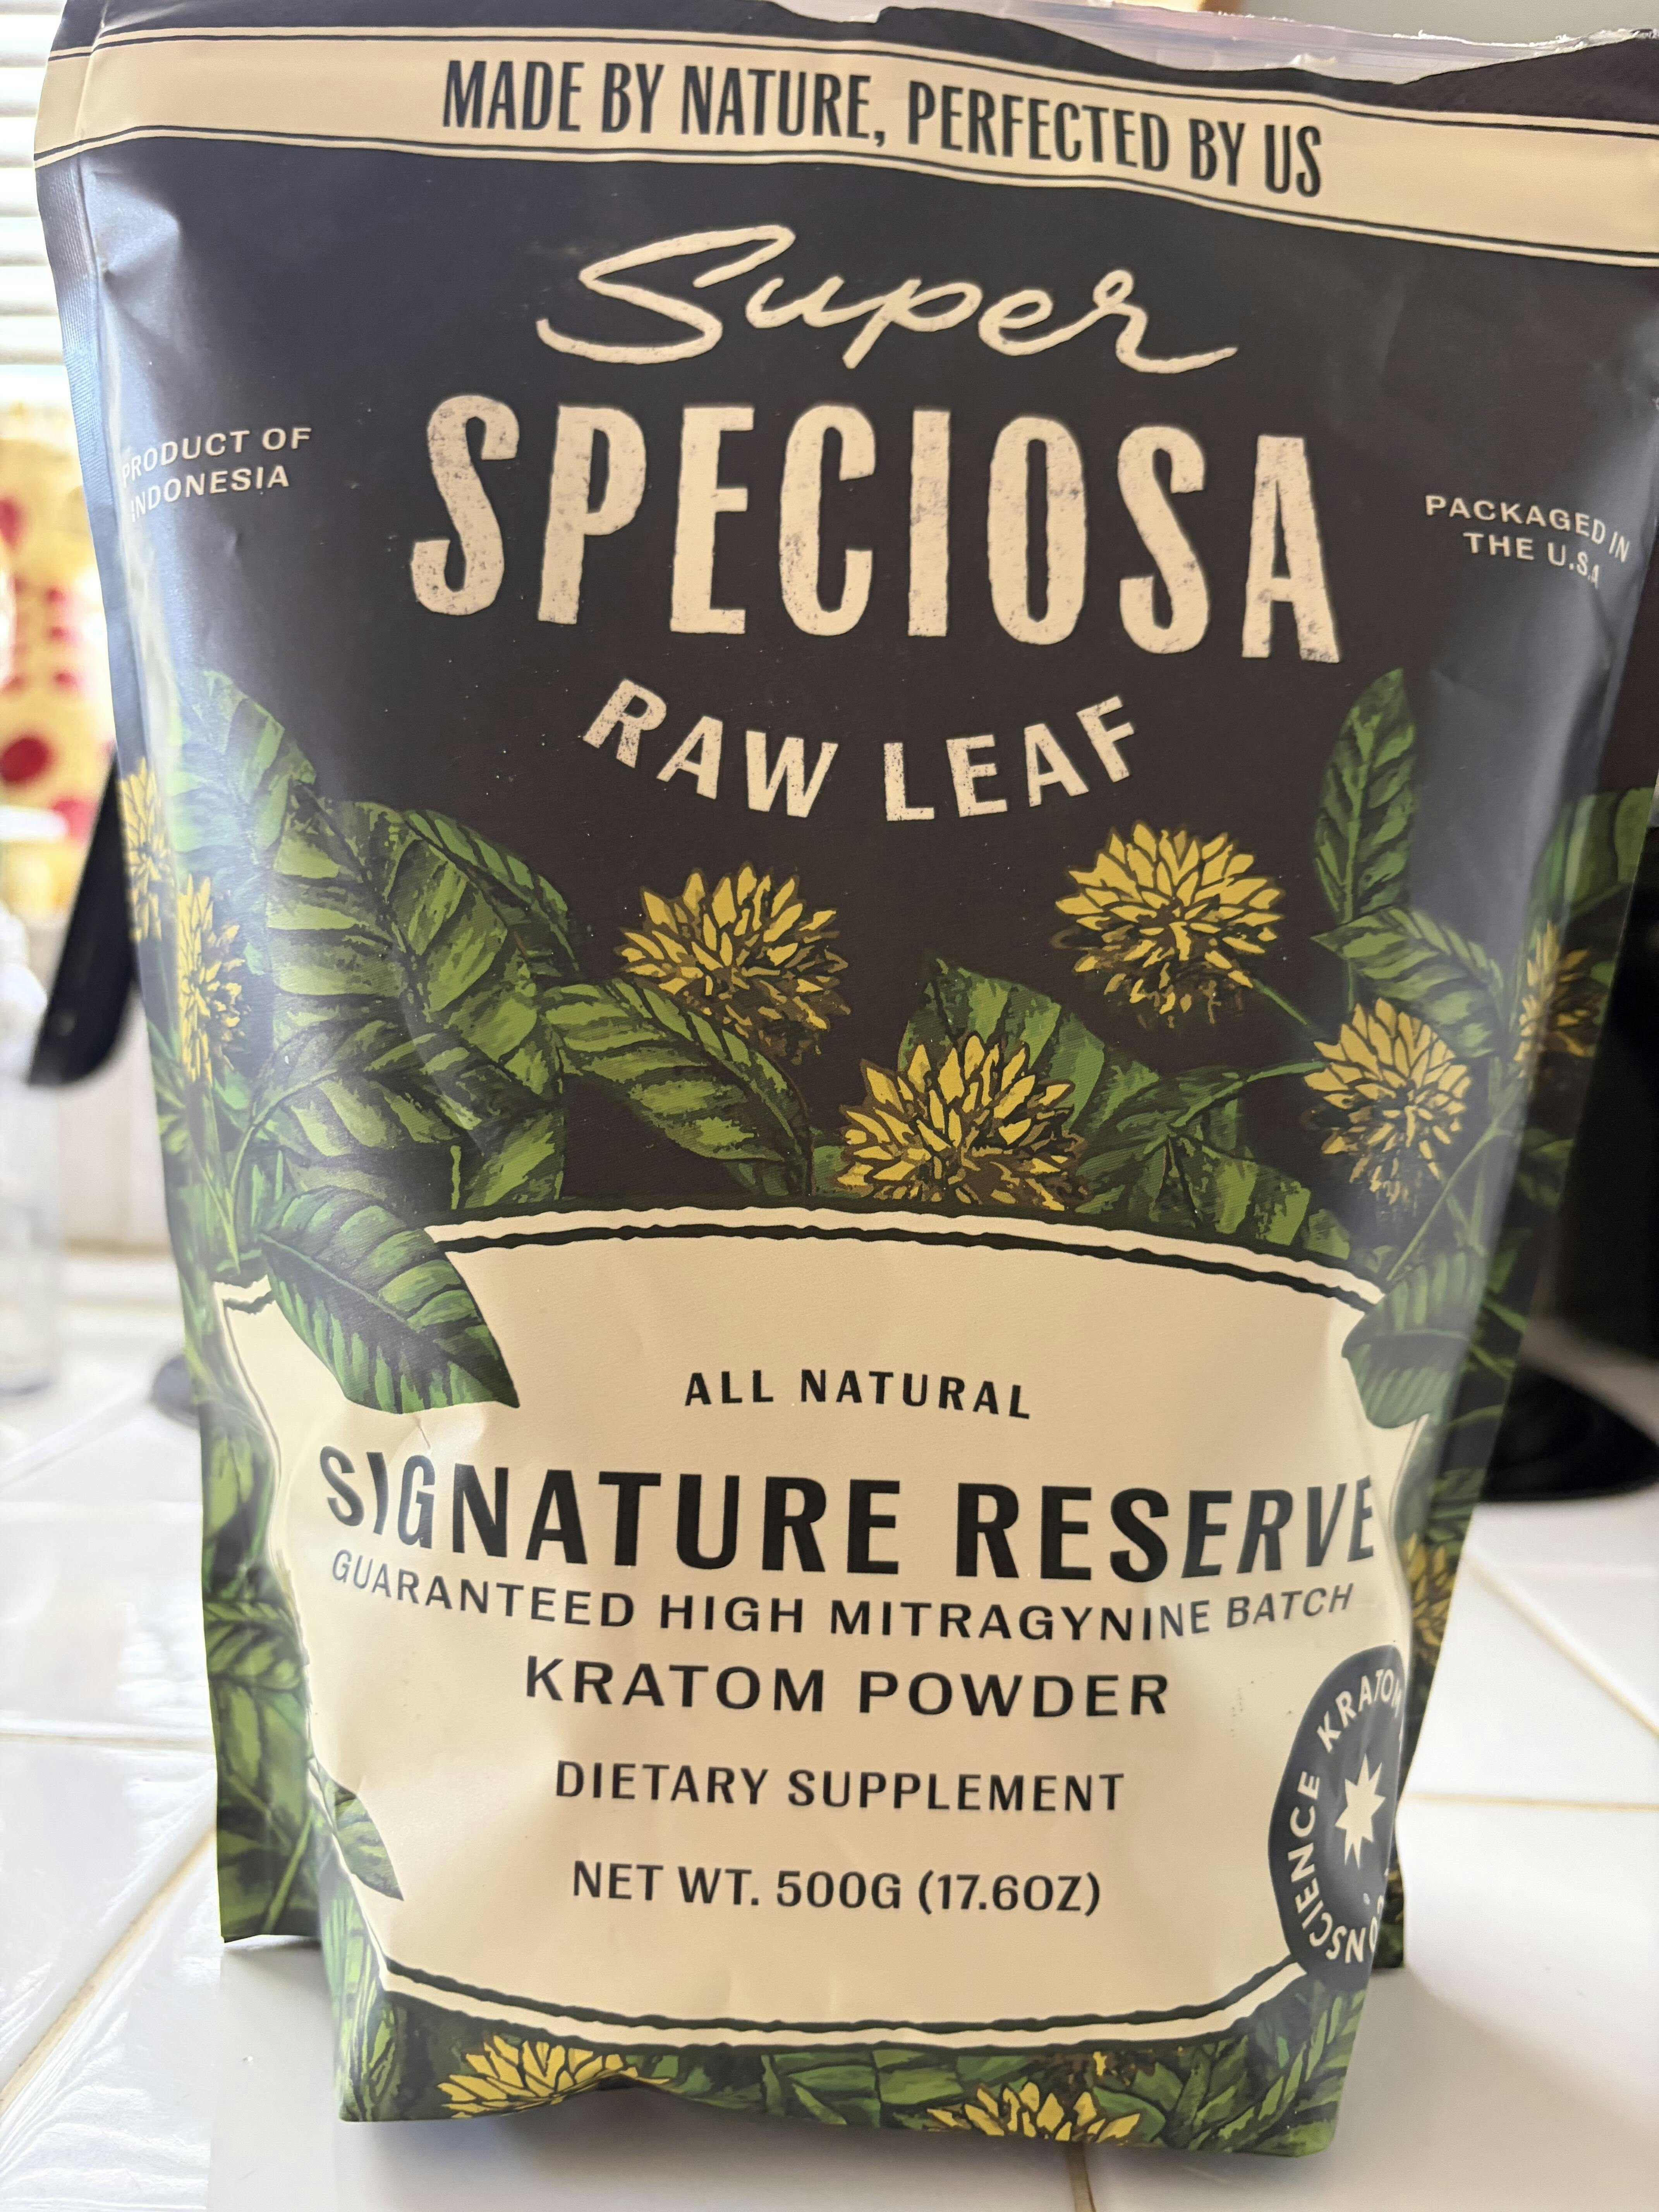 MADE BY NATURE, PERFECTED BY US
Super
SPECIOSA
RAW LEAF
PRODUCT OF
INDONESIA
PACKAGED IN
THE U.S.A
ALL NATURAL
SIGNATURE RESERVE
GUARANTEED HIGH MITRAGYNINE BATCH
KRATOM POWDER
DIETARY SUPPLEMENT
NET WT. 500G (17.6OZ)
KRATOM